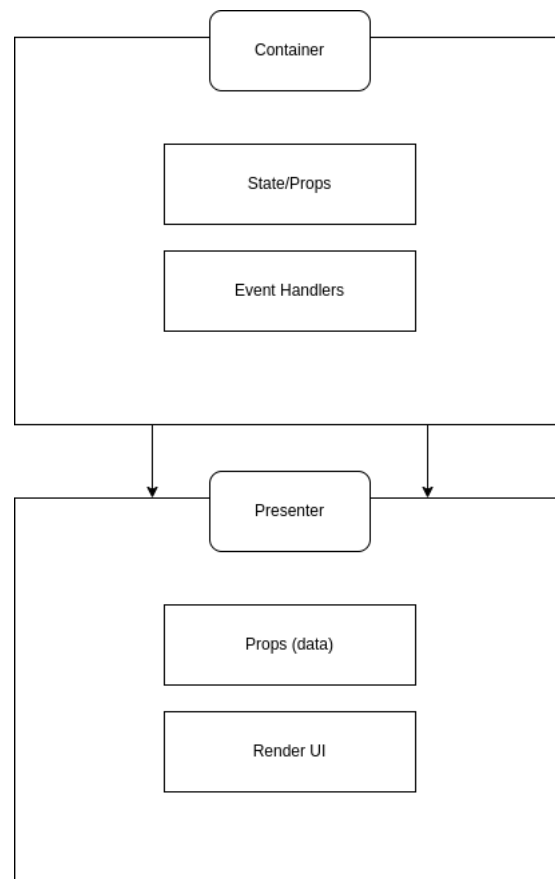 Container
State/Props
Event Handlers
Presenter
Props (data)
Render UI